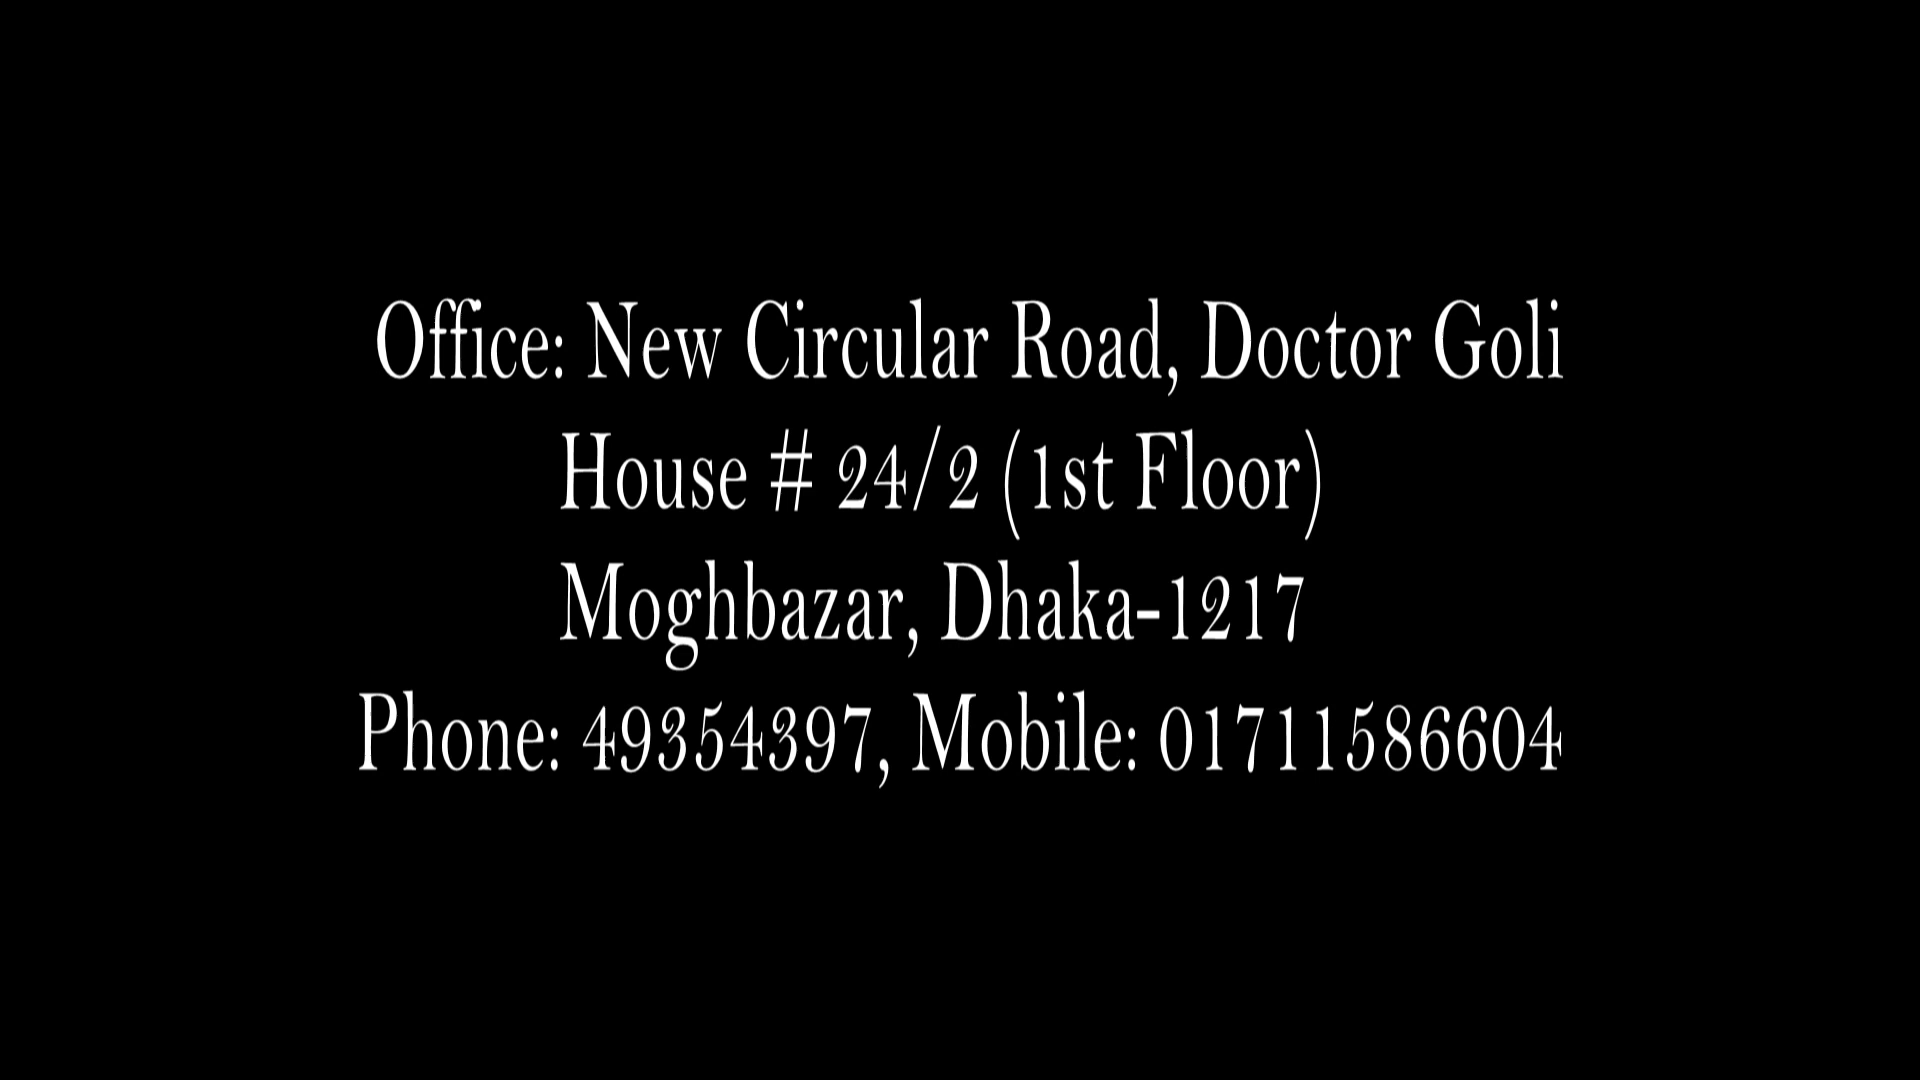 Office: New Circular Road, Doctor Goli
House # 24/2 (1st Floor)
Moghbazar, Dhaka-1217
Phone: 49354397, Mobile: 01711586604